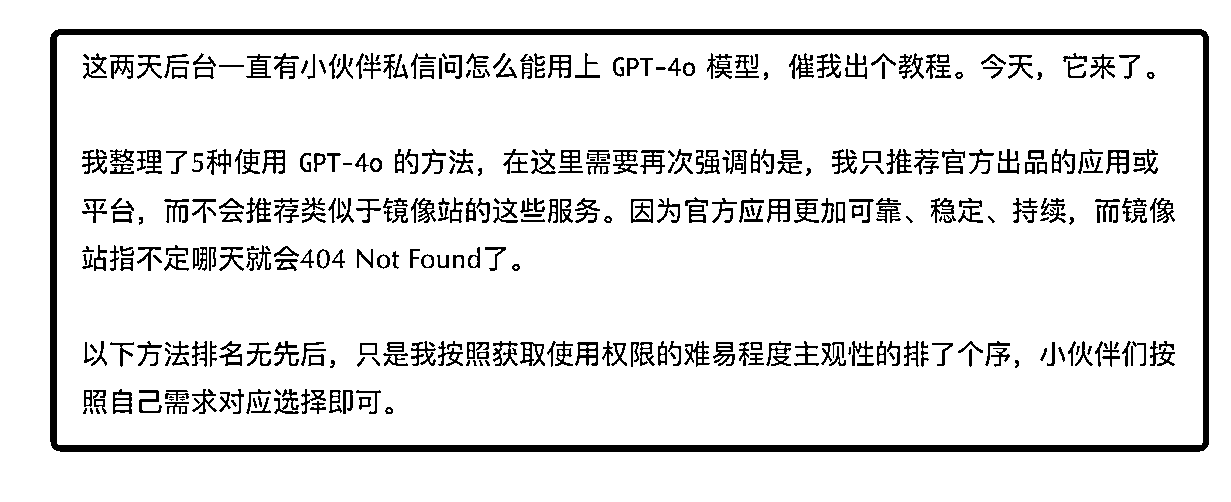 这两天后台一直有小伙伴私信问怎么能用上 GPT-4o 模型，催我出个教程。今天，它来了。
我整理了5种使用 GPT-4o 的方法，在这里需要再次强调的是，我只推荐官方出品的应用或
平台，而不会推荐类似于镜像站的这些服务。因为官方应用更加可靠、稳定、持续，而镜像
站指不定哪天就会404 Not Found了。
以下方法排名无先后，只是我按照获取使用权限的难易程度主观性的排了个序，小伙伴们按
照自己需求对应选择即可。